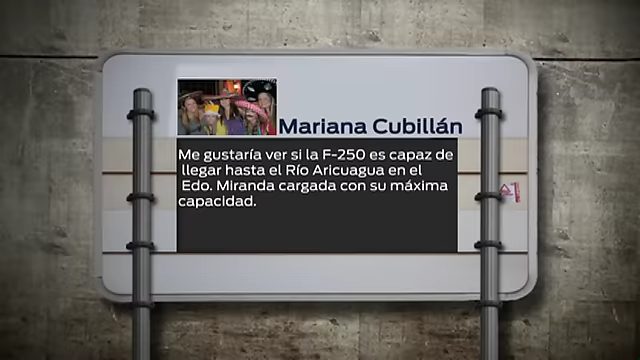 Mariana Cubillán
Me gustaría ver si la F-250 es capaz de
llegar hasta el Río Aricuagua en el
Edo. Miranda cargada con su máxima
capacidad.